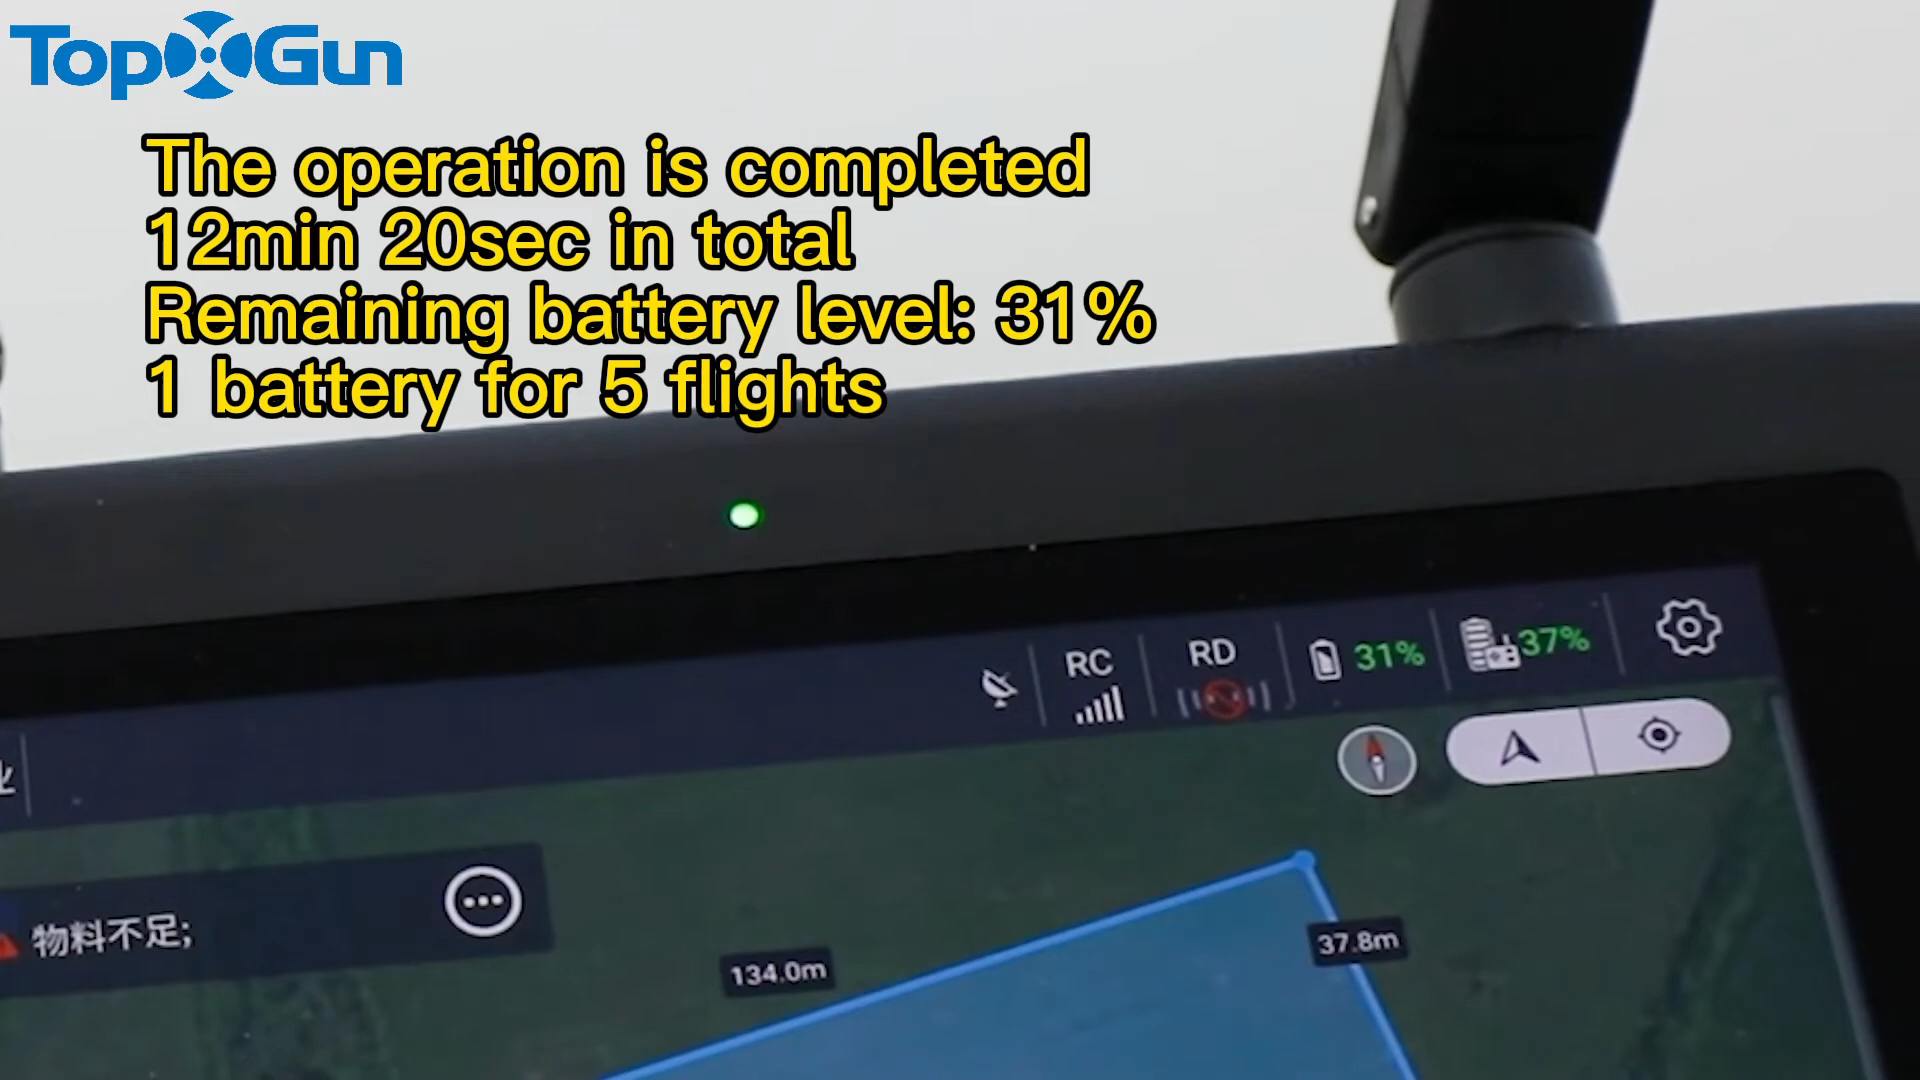 TopXGun
The operation is completed
12min 20sec in total
Remaining battery level: 31%
1 battery for 5 flights
RC
RD
31%
37%
物料不足;
134.0m
37.8m